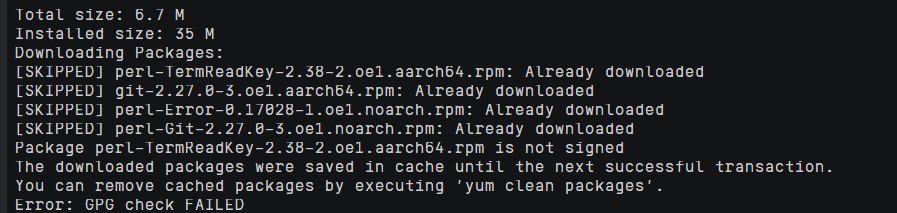 Total size: 6.7 M
Installed size: 35 M
Downloading Packages:
[SKIPPED] perl-TermReadKey-2.38-2.oe1.aarch64.rpm: Already downloaded
[SKIPPED] git-2.27.0-3.oe1.aarch64.rpm: Already downloaded
[SKIPPED] perl-Error-0.17028-1.oe1.noarch.rpm: Already downloaded
[SKIPPED] perl-Git-2.27.0-3.oe1.noarch.rpm: Already downloaded
Package perl-TermReadKey-2.38-2.oe1.aarch64.rpm is not signed
The downloaded packages were saved in cache until the next successful transaction.
You can remove cached packages by executing 'yum clean packages'.
Error: GPG check FAILED